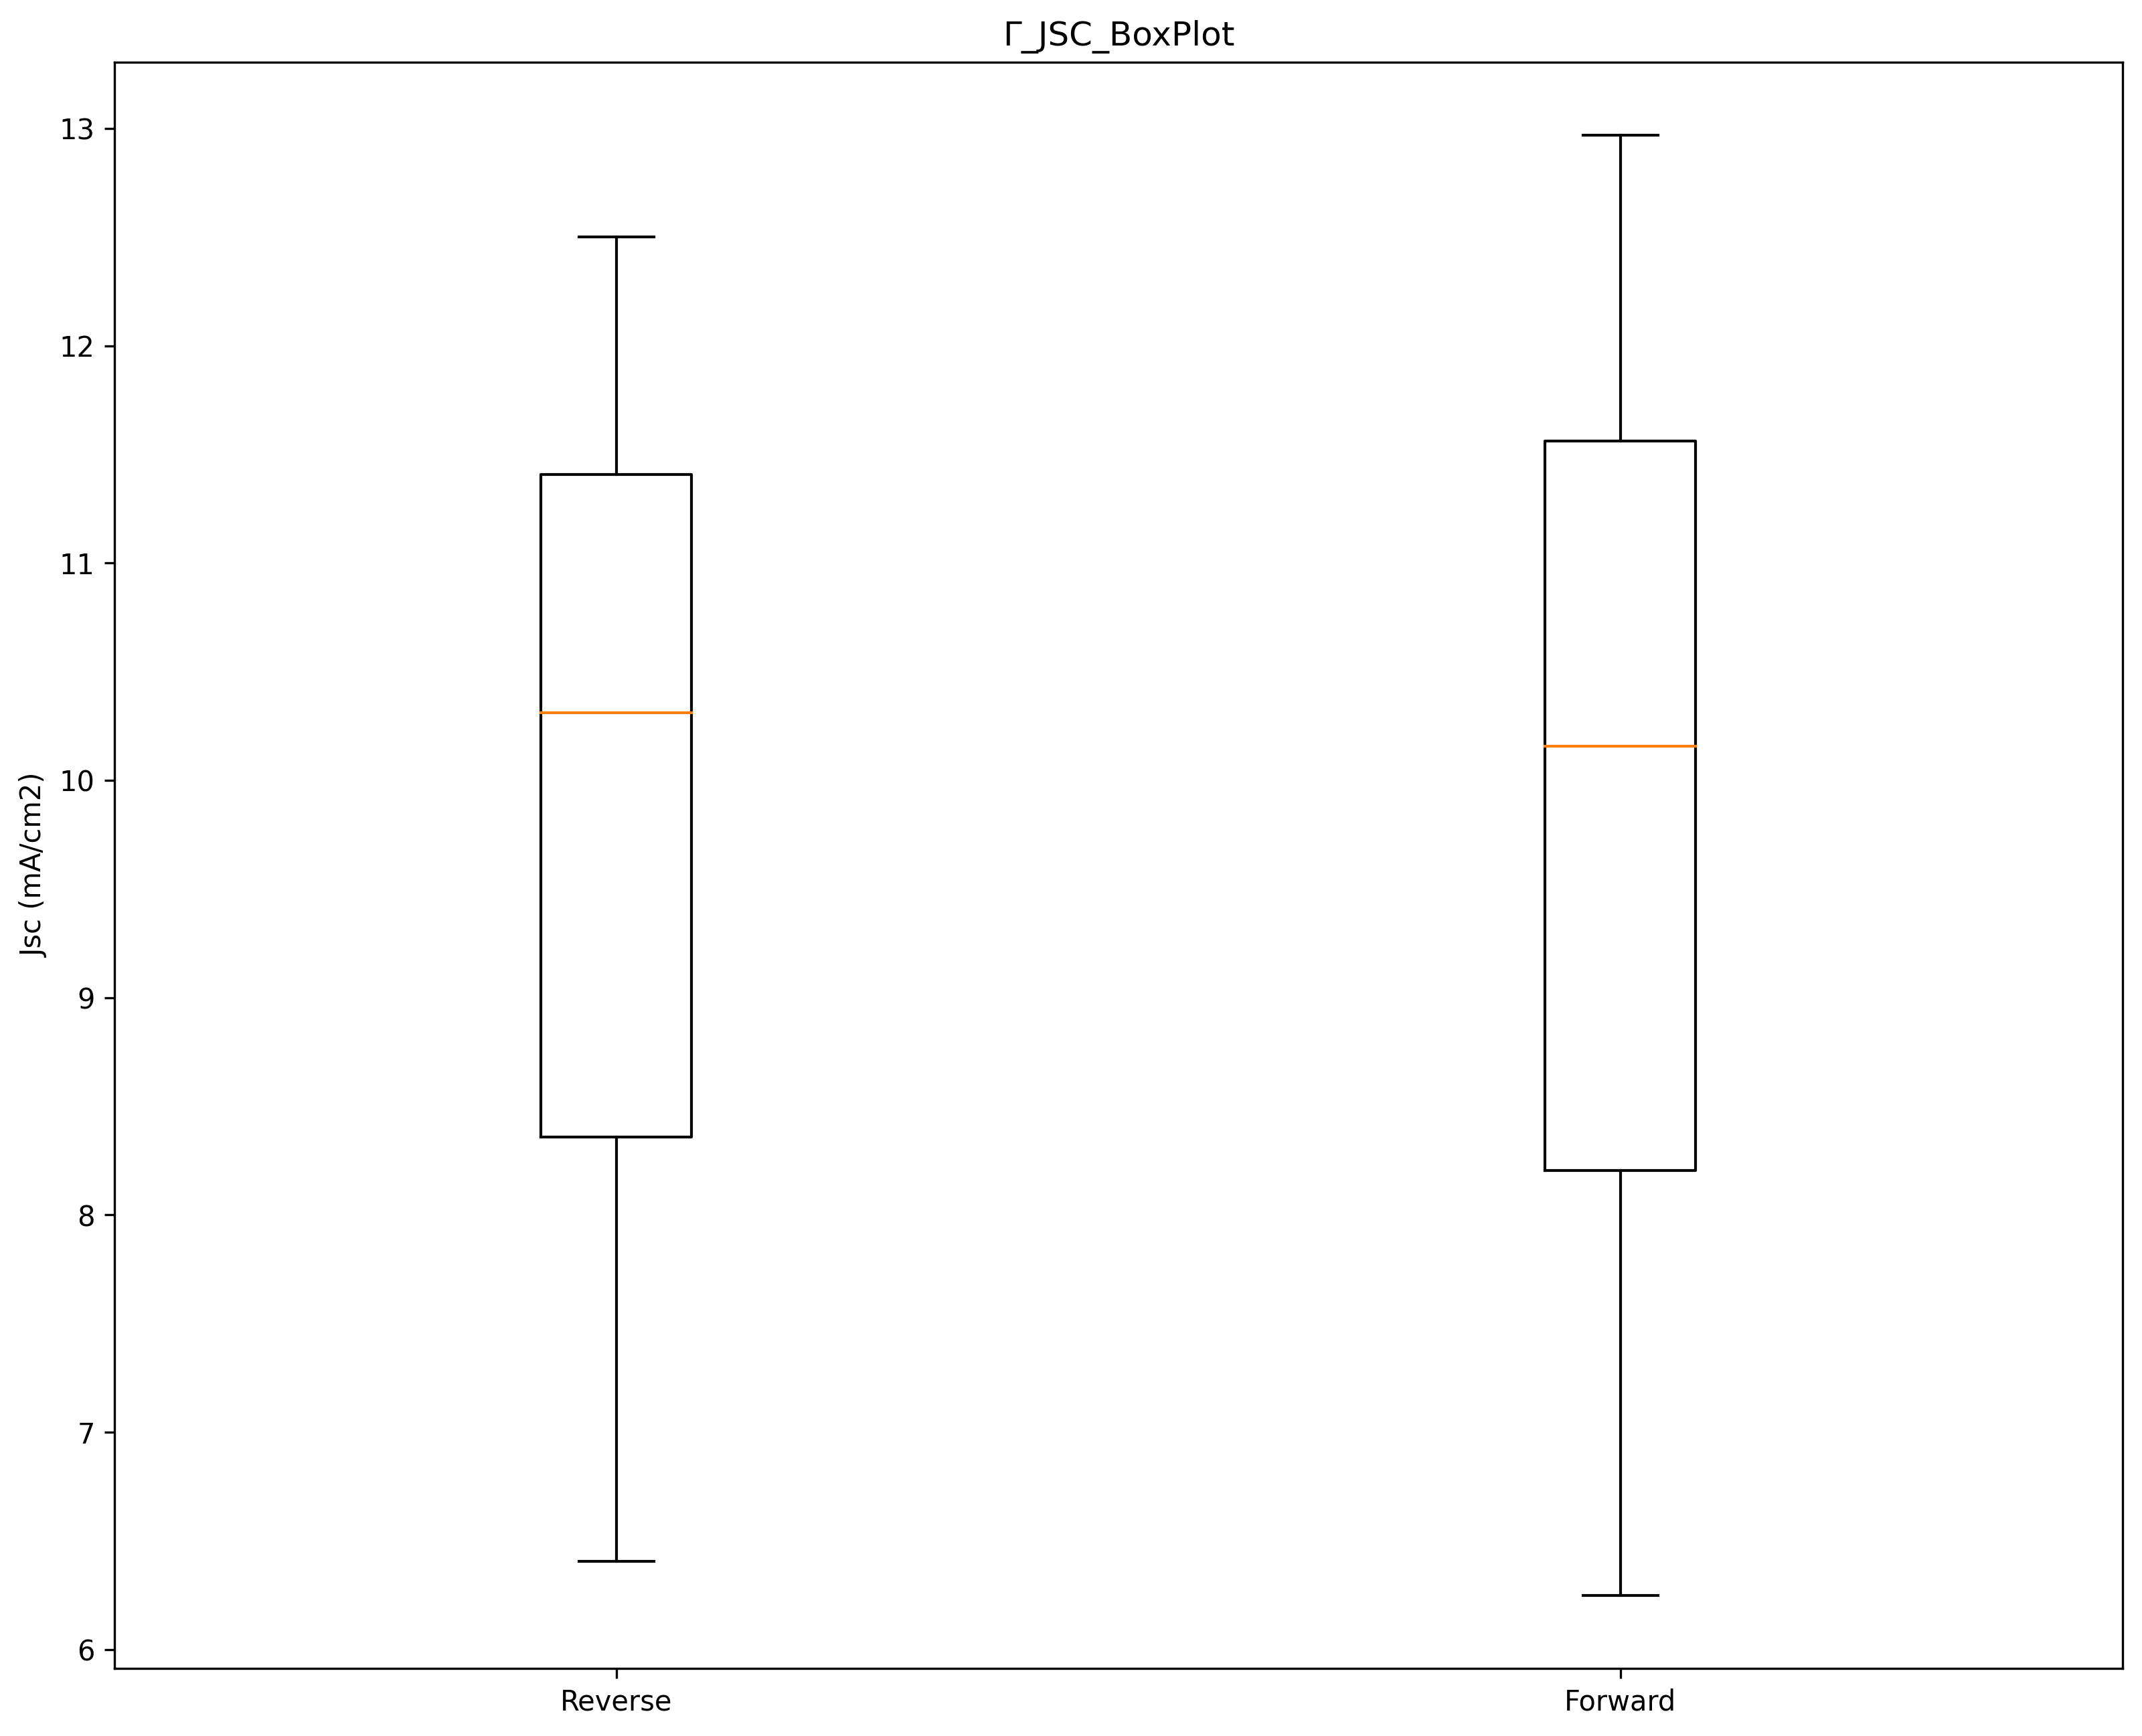 Γ_JSC_BoxPlot
13
12
11
10
9
8
7
6
Jsc (mA/cm2)
Reverse
Forward